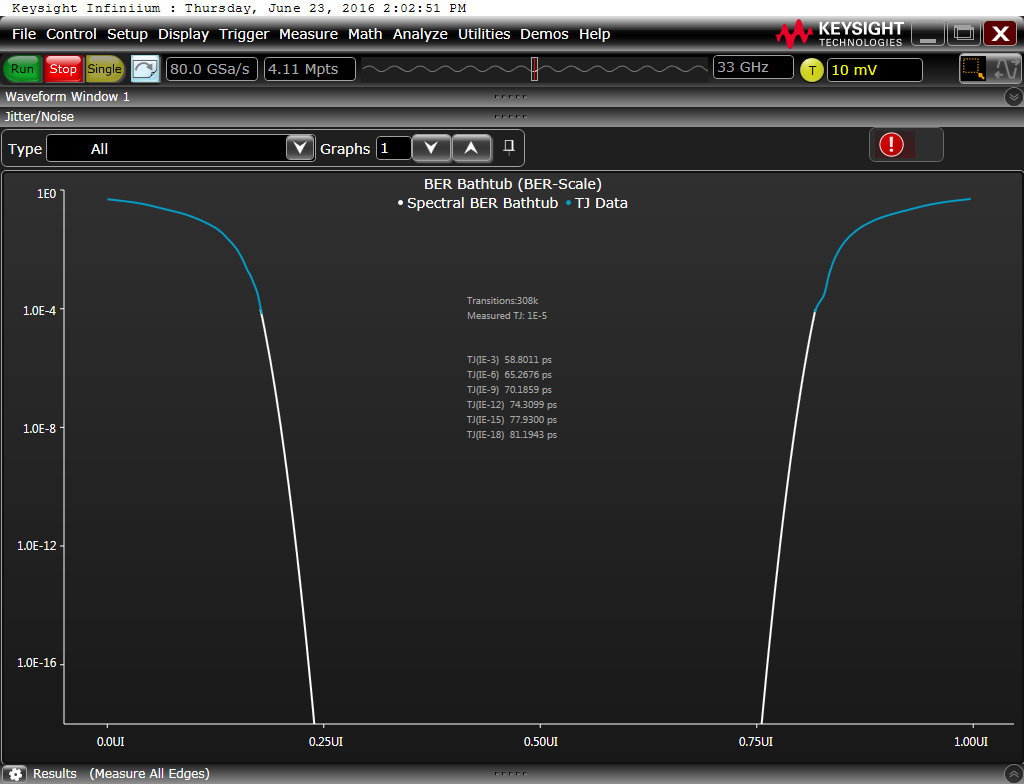 Keysight Infiniium : Thursday, June 23, 2016 2:02:51 PM
File Control Setup Display Trigger Measure Math Analyze Utilities Demos Help
KEYSIGHT
TECHNOLOGIES
Run Stop Single 80.0 GSa/s 4.11 Mpts 33 GHz T 10 mV
Waveform Window 1
Jitter/Noise
Type All Graphs 1
BER Bathtub (BER-Scale)
Spectral BER Bathtub TJ Data
1E0
Transitions:308k
1.0E-4
Measured TJ: 1E-5
TJ(IE-3) 58.8011 ps
TJ(IE-6) 65.2676 ps
TJ(IE-9) 70.1859 ps
TJ(IE-12) 74.3099 ps
TJ(IE-15) 77.9300 ps
1.0E-8
TJ(IE-18) 81.1943 ps
1.0E-12
1.0E-16
0.0UI 0.25UI 0.50UI 0.75UI 1.00UI
Results (Measure All Edges)